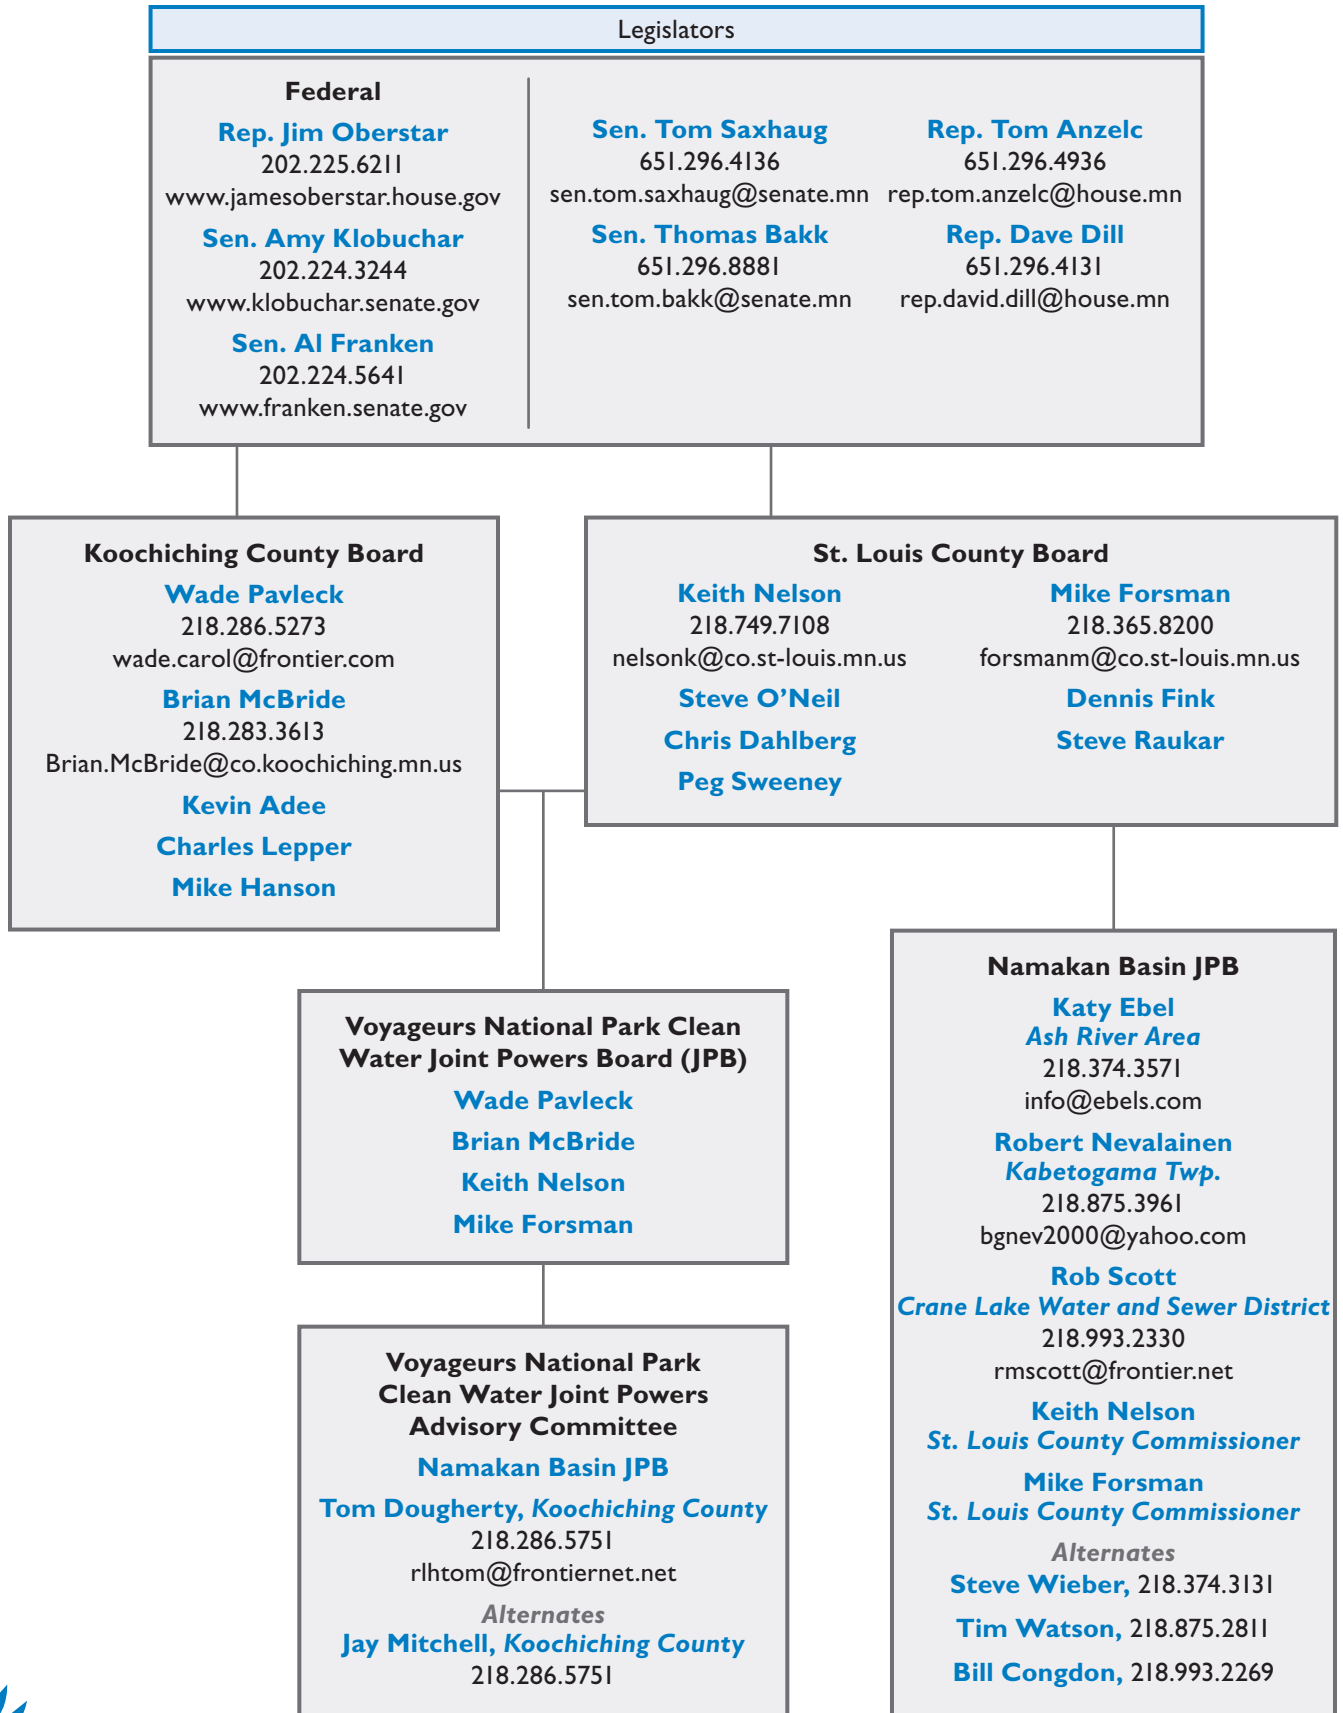 Legislators
Federal
Rep. Jim Oberstar
202.225.6211
www.jamesoberstar.house.gov
Sen. Amy Klobuchar
202.224.3244
www.klobuchar.senate.gov
Sen. Al Franken
202.224.5641
www.franken.senate.gov
Sen. Tom Saxhaug
651.296.4136
sen.tom.saxhaug@senate.mn
Sen. Thomas Bakk
651.296.8881
sen.tom.bakk@senate.mn
Rep. Tom Anzelc
651.296.4936
rep.tom.anzelc@house.mn
Rep. Dave Dill
651.296.4131
rep.david.dill@house.mn
Koochiching County Board
Wade Pavleck
218.286.5273
wade.carol@frontier.com
Brian McBride
218.283.3613
Brian.McBride@co.koochiching.mn.us
Kevin Adee
Charles Lepper
Mike Hanson
St. Louis County Board
Keith Nelson
218.749.7108
nelsonk@co.st-louis.mn.us
Steve O’Neil
Chris Dahlberg
Peg Sweeney
Mike Forsman
218.365.8200
forsmanm@co.st-louis.mn.us
Dennis Fink
Steve Raukar
Voyageurs National Park Clean
Water Joint Powers Board (JPB)
Wade Pavleck
Brian McBride
Keith Nelson
Mike Forsman
Voyageurs National Park
Clean Water Joint Powers
Advisory Committee
Namakan Basin JPB
Tom Dougherty, Koochiching County
218.286.5751
rlhtom@frontiernet.net
Alternates
Jay Mitchell, Koochiching County
218.286.5751
Namakan Basin JPB
Katy Ebel
Ash River Area
218.374.3571
info@ebels.com
Robert Nevalainen
Kabetogama Twp.
218.875.3961
bgnev2000@yahoo.com
Rob Scott
Crane Lake Water and Sewer District
218.993.2330
rmscott@frontier.net
Keith Nelson
St. Louis County Commissioner
Mike Forsman
St. Louis County Commissioner
Alternates
Steve Wieber, 218.374.3131
Tim Watson, 218.875.2811
Bill Congdon, 218.993.2269